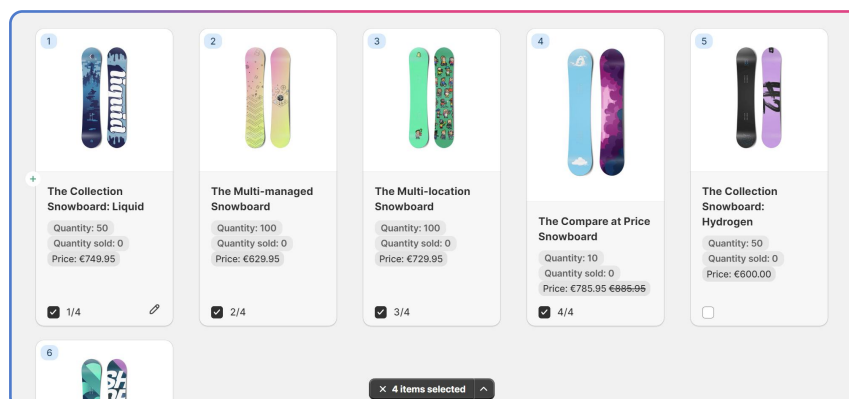 1
2
3
4
5
liquid
H2
The Collection
Snowboard: Liquid
Quantity: 50
Quantity sold: 0
Price: €749.95
1/4
The Multi-managed
Snowboard
Quantity: 100
Quantity sold: 0
Price: €629.95
2/4
The Multi-location
Snowboard
Quantity: 100
Quantity sold: 0
Price: €729.95
3/4
The Compare at Price
Snowboard
Quantity: 10
Quantity sold: 0
Price: €785.95 €885.95
4/4
The Collection
Snowboard:
Hydrogen
Quantity: 50
Quantity sold: 0
Price: €600.00
6
4 items selected